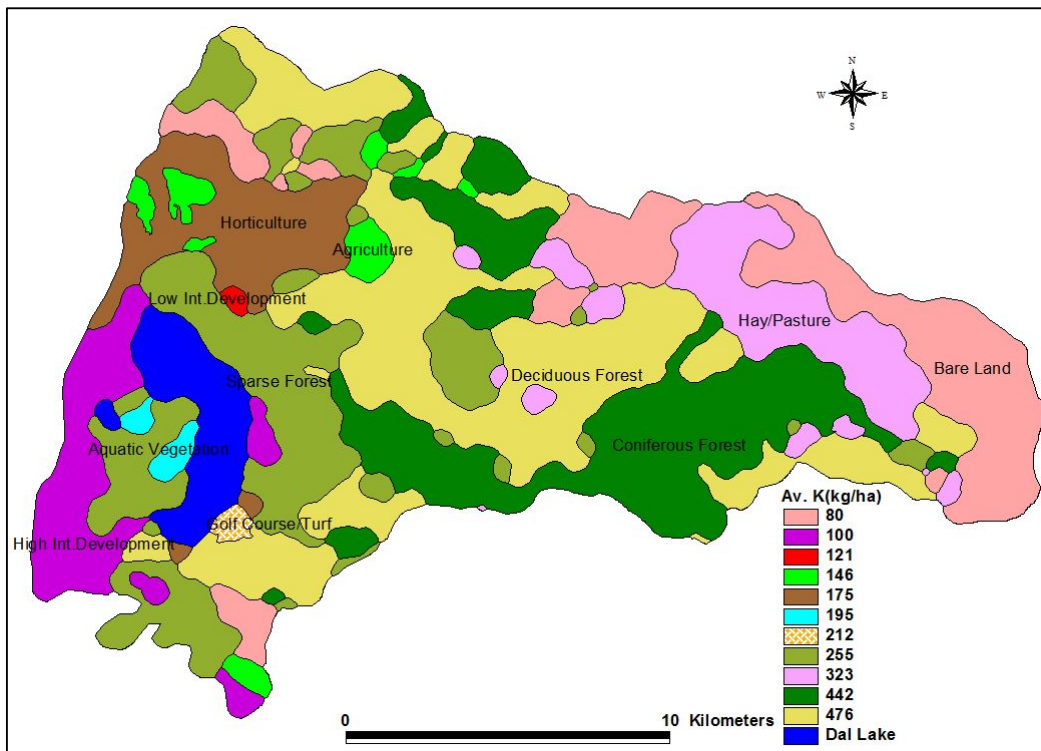 N
W E
S
Horticulture
Agriculture
Low Int.Development
Hay/Pasture
Bare Land
Sparse Forest
Deciduous Forest
Aquatic Vegetation
Coniferous Forest
Golf Course/Turf
High Int.Development
Av. K(kg/ha)
80
100
121
146
175
195
212
255
323
442
476
Dal Lake
0 10 Kilometers